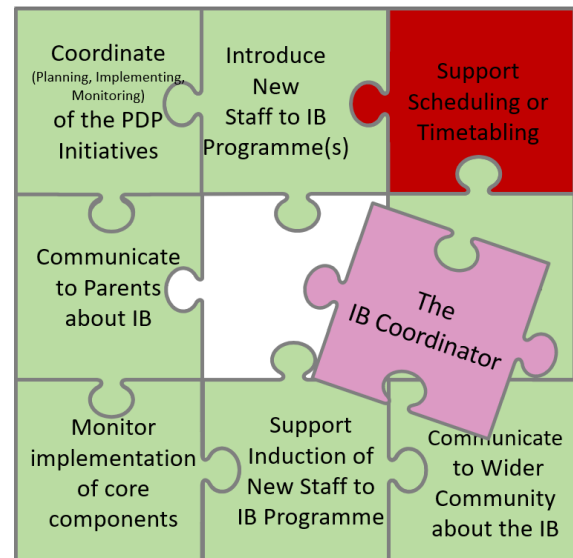 Coordinate
(Planning, Implementing,
Monitoring)
of the PDP
Initiatives
Introduce
New
Staff to IB
Programme(s)
Support
Scheduling or
Timetabling
Communicate
to Parents
about IB
The
IB Coordinator
Monitor
implementation
of core
components
Support
Induction of
New Staff to
IB Programme
Communicate
to Wider
Community
about the IB